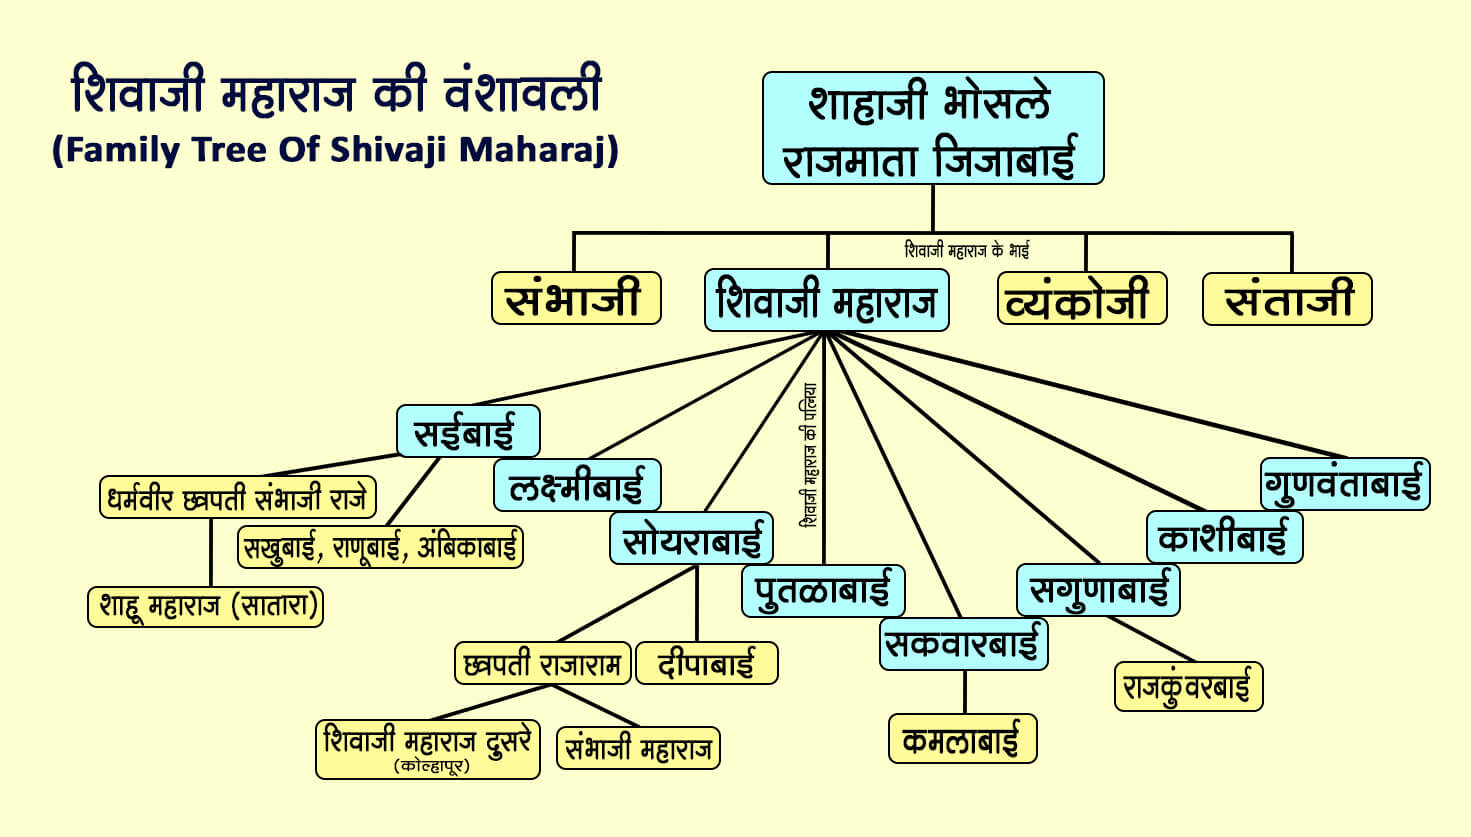 शिवाजी महाराज की वंशावली
(Family Tree Of Shivaji Maharaj)
शाहाजी भोसले
राजमाता जिजाबाई
शिवाजी महाराज के भाई
संभाजी
शिवाजी महाराज
व्यंकोजी
संताजी
शिवाजी महाराज की पत्निया
सईबाई
लक्ष्मीबाई
सोयराबाई
पुतळाबाई
सकवारबाई
सगुणाबाई
काशीबाई
गुणवंताबाई
धर्मवीर छत्रपती संभाजी राजे
सखुबाई, राणूबाई, अंबिकाबाई
शाहू महाराज (सातारा)
छत्रपती राजाराम
दीपाबाई
कमलाबाई
राजकुंवरबाई
शिवाजी महाराज दुसरे
(कोल्हापूर)
संभाजी महाराज